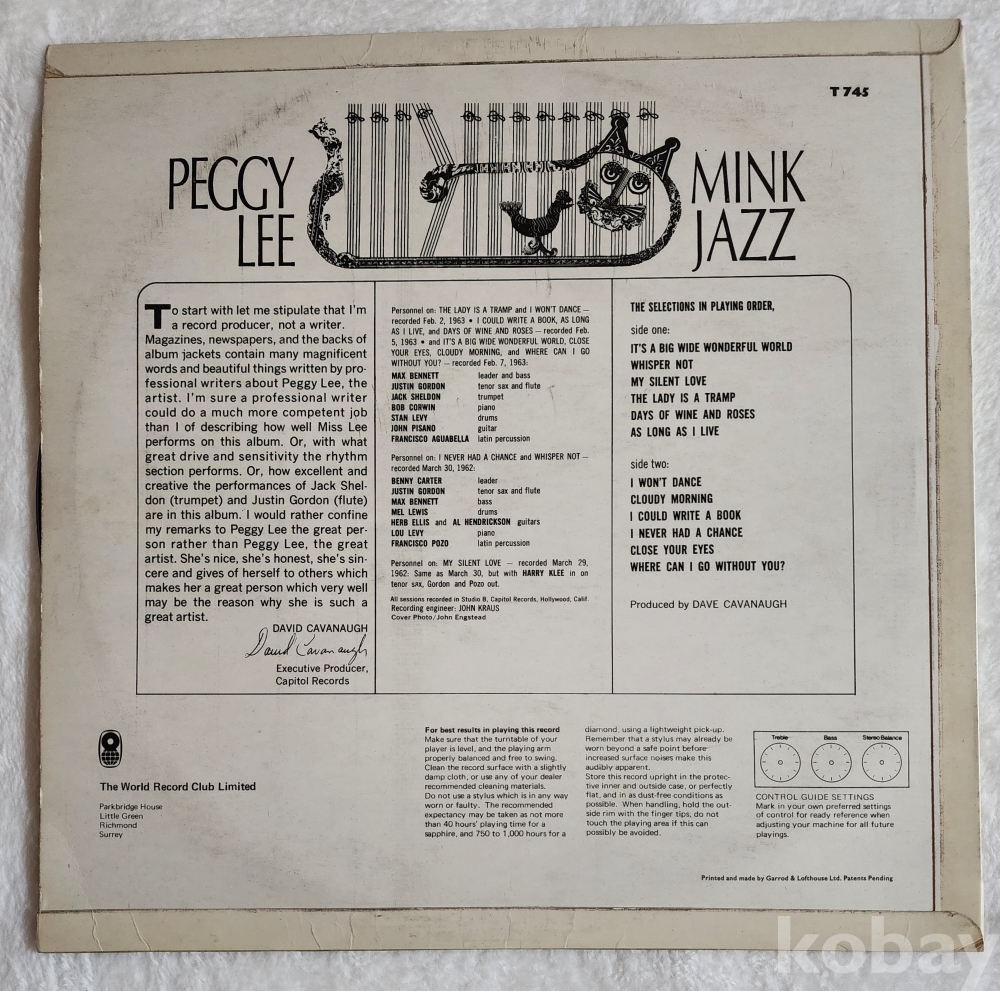 T 745
PEGGY
LEE
MINK
JAZZ
To start with let me stipulate that I'm
a record producer, not a writer.
Magazines, newspapers, and the backs of
album jackets contain many magnificent
words and beautiful things written by pro-
fessional writers about Peggy Lee, the
artist. I'm sure a professional writer
could do a much more competent job
than I of describing how well Miss Lee
performs on this album. Or, with what
great drive and sensitivity the rhythm
section performs. Or, how excellent and
creative the performances of Jack Shel-
don (trumpet) and Justin Gordon (flute)
are in this album. I would rather confine
my remarks to Peggy Lee the great per-
son rather than Peggy Lee, the great
artist. She's nice, she's honest, she's sin-
cere and gives of herself to others which
makes her a great person which very well
may be the reason why she is such a
great artist.
DAVID CAVANAUGH
David Cavanaugh
Executive Producer,
Capitol Records
Personnel on: THE LADY IS A TRAMP and I WON'T DANCE —
recorded Feb. 2, 1963 • I COULD WRITE A BOOK, AS LONG
AS I LIVE, and DAYS OF WINE AND ROSES — recorded Feb.
5, 1963 • and IT'S A BIG WIDE WONDERFUL WORLD, CLOSE
YOUR EYES, CLOUDY MORNING, and WHERE CAN I GO
WITHOUT YOU? — recorded Feb. 7, 1963:
MAX BENNETT leader and bass
JUSTIN GORDON tenor sax and flute
JACK SHELDON trumpet
BOB CORWIN piano
STAN LEVY drums
JOHN PISANO guitar
FRANCISCO AGUABELLA latin percussion
Personnel on: I NEVER HAD A CHANCE and WHISPER NOT —
recorded March 30, 1962:
BENNY CARTER leader
JUSTIN GORDON tenor sax and flute
MAX BENNETT bass
MEL LEWIS drums
HERB ELLIS and AL HENDRICKSON guitars
LOU LEVY piano
FRANCISCO POZO latin percussion
Personnel on: MY SILENT LOVE — recorded March 29,
1962: Same as March 30, but with HARRY KLEE in on
tenor sax, Gordon and Pozo out.
All sessions recorded in Studio B, Capitol Records, Hollywood, Calif.
Recording engineer: JOHN KRAUS
Cover Photo/John Engstead
THE SELECTIONS IN PLAYING ORDER,
side one:
IT'S A BIG WIDE WONDERFUL WORLD
WHISPER NOT
MY SILENT LOVE
THE LADY IS A TRAMP
DAYS OF WINE AND ROSES
AS LONG AS I LIVE
side two:
I WON'T DANCE
CLOUDY MORNING
I COULD WRITE A BOOK
I NEVER HAD A CHANCE
CLOSE YOUR EYES
WHERE CAN I GO WITHOUT YOU?
Produced by DAVE CAVANAUGH
The World Record Club Limited
Parkbridge House
Little Green
Richmond
Surrey
For best results in playing this record
Make sure that the turntable of your
player is level, and the playing arm
properly balanced and free to swing.
Clean the record surface with a slightly
damp cloth, or use any of your dealer
recommended cleaning materials.
Do not use a stylus which is in any way
worn or faulty. The recommended
expectancy may be taken as not more
than 40 hours' playing time for a
sapphire, and 750 to 1,000 hours for a
diamond, using a lightweight pick-up.
Remember that a stylus may already be
worn beyond a safe point before
increased surface noises make this
audibly apparent.
Store this record upright in the protec-
tive inner and outside case, or perfectly
flat, and in as dust-free conditions as
possible. When handling, hold the out-
side rim with the finger tips, do not
touch the playing area if this can
possibly be avoided.
Treble Bass Stereo Balance
CONTROL GUIDE SETTINGS
Mark in your own preferred settings
of control for ready reference when
adjusting your machine for all future
playings.
Printed and made by Garrod & Lofthouse Ltd. Patents Pending
kobay